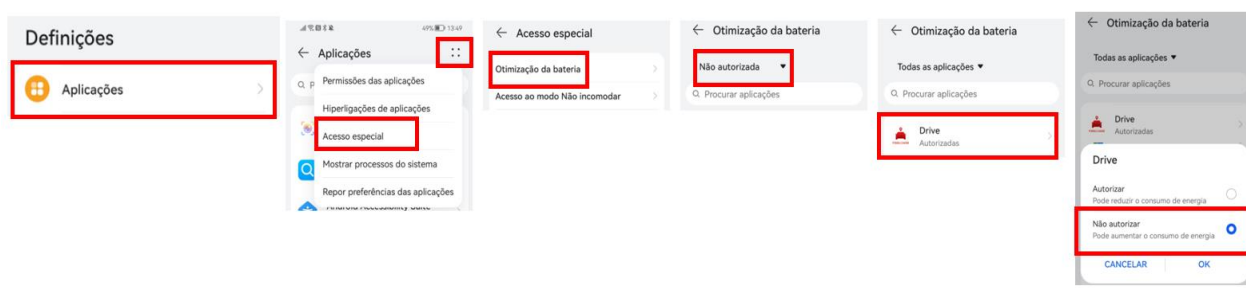 Definições
Aplicações
49% 13:49
Aplicações
Permissões das aplicações
Hiperligações de aplicações
Acesso especial
Mostrar processos do sistema
Repor preferências das aplicações
Android Accessibility Suite
Acesso especial
Otimização da bateria
Acesso ao modo Não incomodar
Otimização da bateria
Não autorizada
Procurar aplicações
Otimização da bateria
Todas as aplicações
Procurar aplicações
Drive
Autorizadas
Otimização da bateria
Todas as aplicações
Procurar aplicações
Drive
Autorizadas
Drive
Autorizar
Pode reduzir o consumo de energia
Não autorizar
Pode aumentar o consumo de energia
CANCELAR OK